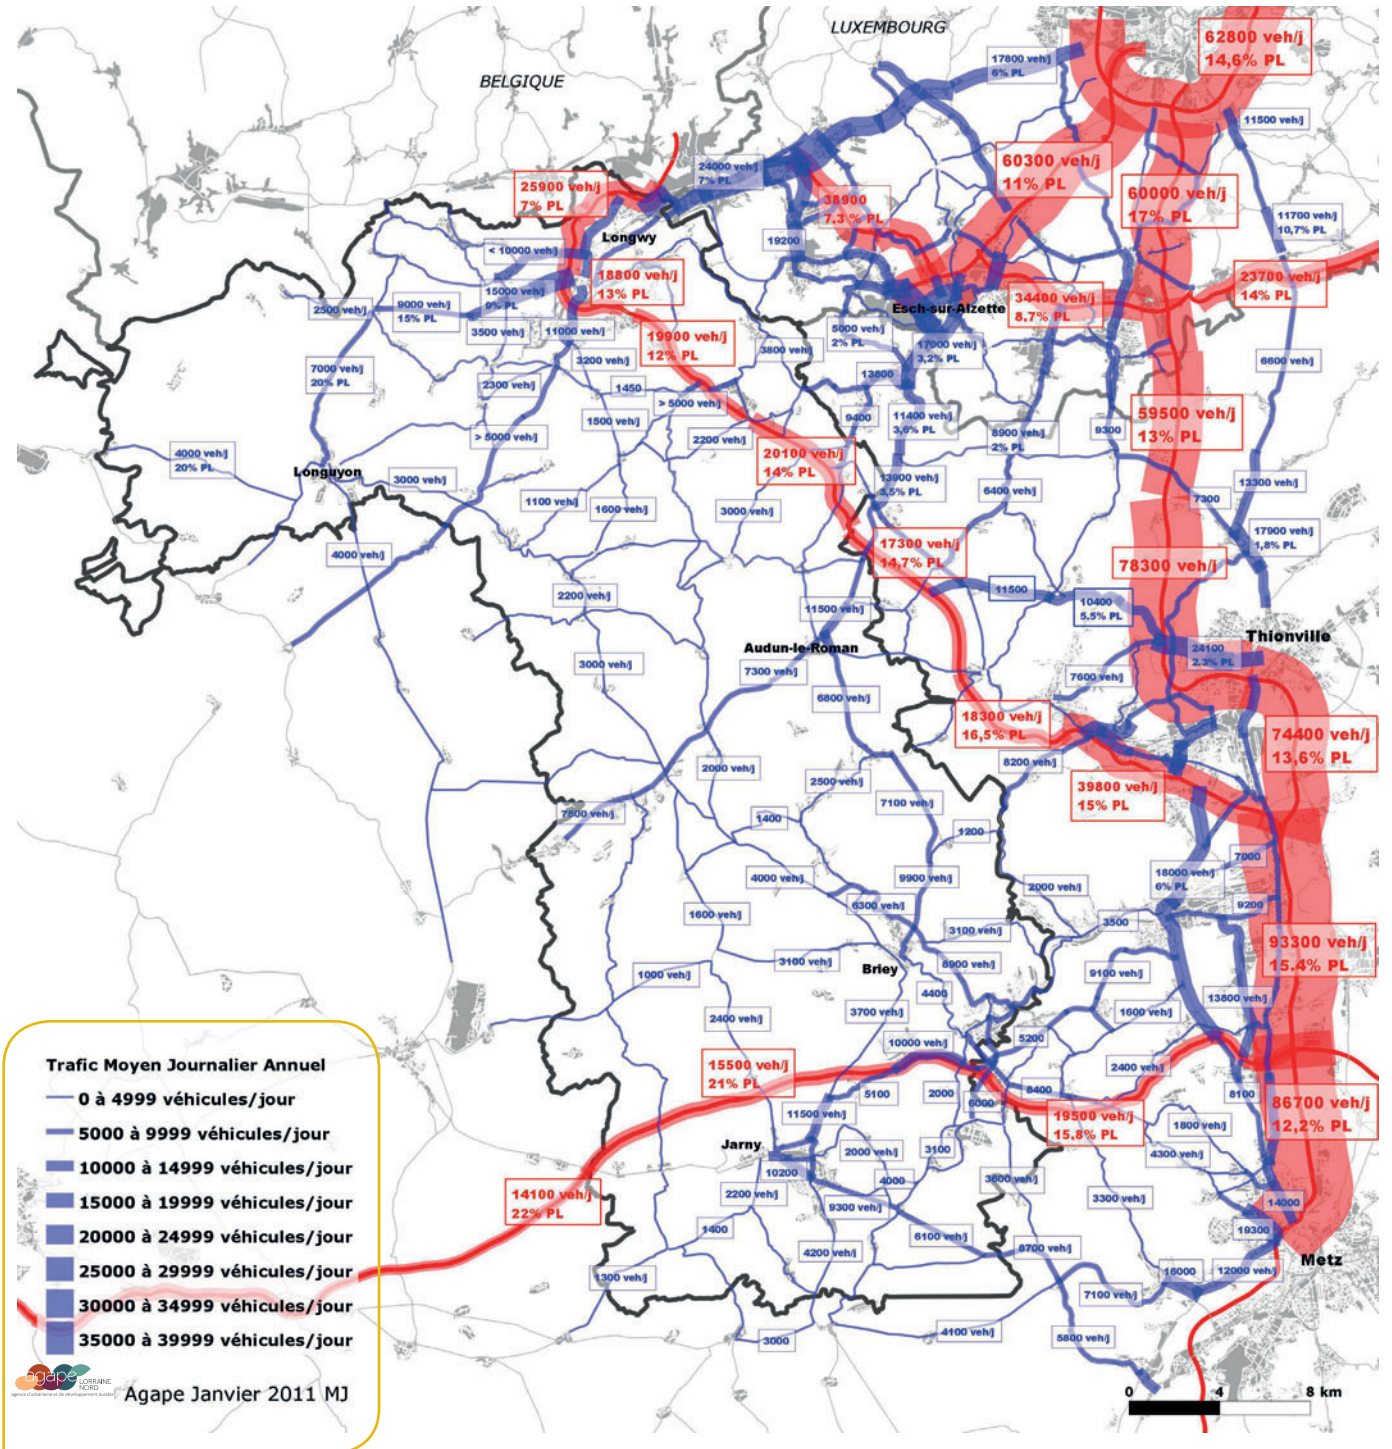 LUXEMBOURG
BELGIQUE
62800 veh/j
14,6% PL
17800 veh/j
6% PL
11500 veh/j
60300 veh/j
11% PL
24000 veh/j
7% PL
25900 veh/j
7% PL
60000 veh/j
17% PL
38900
7.3 % PL
11700 veh/j
10,7% PL
Longwy
19200
< 10000 veh/j
18800 veh/j
13% PL
23700 veh/j
14% PL
15000 veh/j
9% PL
34400 veh/j
8,7% PL
Esch-sur-Alzette
2500 veh/j
9000 veh/j
15% PL
3500 veh/j
11000 veh/j
19900 veh/j
12% PL
5000 veh/j
2% PL
17000 veh/j
3,2% PL
3800 veh/j
3200 veh/j
6600 veh/j
7000 veh/j
20% PL
13800
2300 veh/j
1450
> 5000 veh/j
59500 veh/j
13% PL
9400
11400 veh/j
3,6% PL
1500 veh/j
> 5000 veh/j
2200 veh/j
8900 veh/j
2% PL
9300
4000 veh/j
20% PL
20100 veh/j
14% PL
Longuyon
3000 veh/j
13900 veh/j
3,5% PL
13300 veh/j
6400 veh/j
7300
1100 veh/j
1600 veh/j
3000 veh/j
17900 veh/j
1,8% PL
4000 veh/j
17300 veh/j
14,7% PL
78300 veh/j
11500
2200 veh/j
10400
5.5% PL
11500 veh/j
Thionville
Audun-le-Roman
24100
2.3% PL
3000 veh/j
7300 veh/j
7600 veh/j
6800 veh/j
18300 veh/j
16,5% PL
74400 veh/j
13,6% PL
8200 veh/j
2000 veh/j
2500 veh/j
39800 veh/j
15% PL
7100 veh/j
7500 veh/j
1400
1200
7000
18000 veh/j
6% PL
4000 veh/j
9900 veh/j
2000 veh/j
6300 veh/j
9200
1600 veh/j
3500
3100 veh/j
93300 veh/j
15.4% PL
3100 veh/j
Briey
8900 veh/j
1000 veh/j
9100 veh/j
4400
13800 veh/j
3700 veh/j
1600 veh/j
2400 veh/j
5200
10000 veh/j
15500 veh/j
21% PL
2400 veh/j
8400
5100
2000
6000
8100
86700 veh/j
12,2% PL
19500 veh/j
15,8% PL
11500 veh/j
1800 veh/j
Jarny
2000 veh/j
3100
4300 veh/j
10200
4000
3600 veh/j
14100 veh/j
22% PL
2200 veh/j
3300 veh/j
9300 veh/j
14000
1400
6100 veh/j
19300
4200 veh/j
8700 veh/j
Metz
1300 veh/j
16000
12000 veh/j
7100 veh/j
4100 veh/j
3000
5800 veh/j
Trafic Moyen Journalier Annuel
0 à 4999 véhicules/jour
5000 à 9999 véhicules/jour
10000 à 14999 véhicules/jour
15000 à 19999 véhicules/jour
20000 à 24999 véhicules/jour
25000 à 29999 véhicules/jour
30000 à 34999 véhicules/jour
35000 à 39999 véhicules/jour
agape LORRAINE
NORD
agence d'urbanisme et de développement durable
Agape Janvier 2011 MJ
0 4 8 km